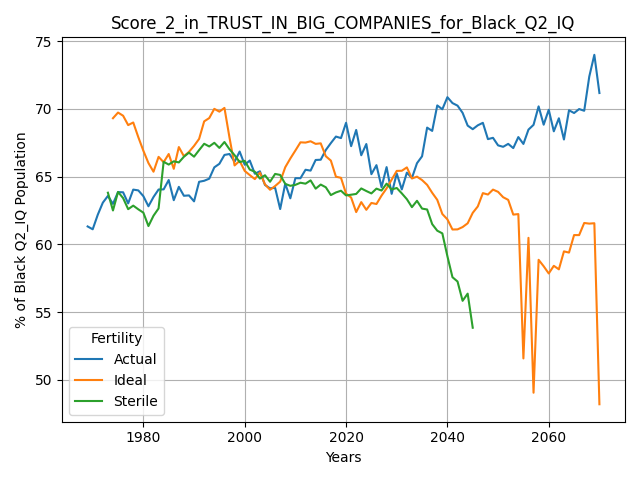 Score_2_in_TRUST_IN_BIG_COMPANIES_for_Black_Q2_IQ
75
70
65
60
55
50
% of Black Q2_IQ Population
Fertility
Actual
Ideal
Sterile
1980
2000
2020
2040
2060
Years